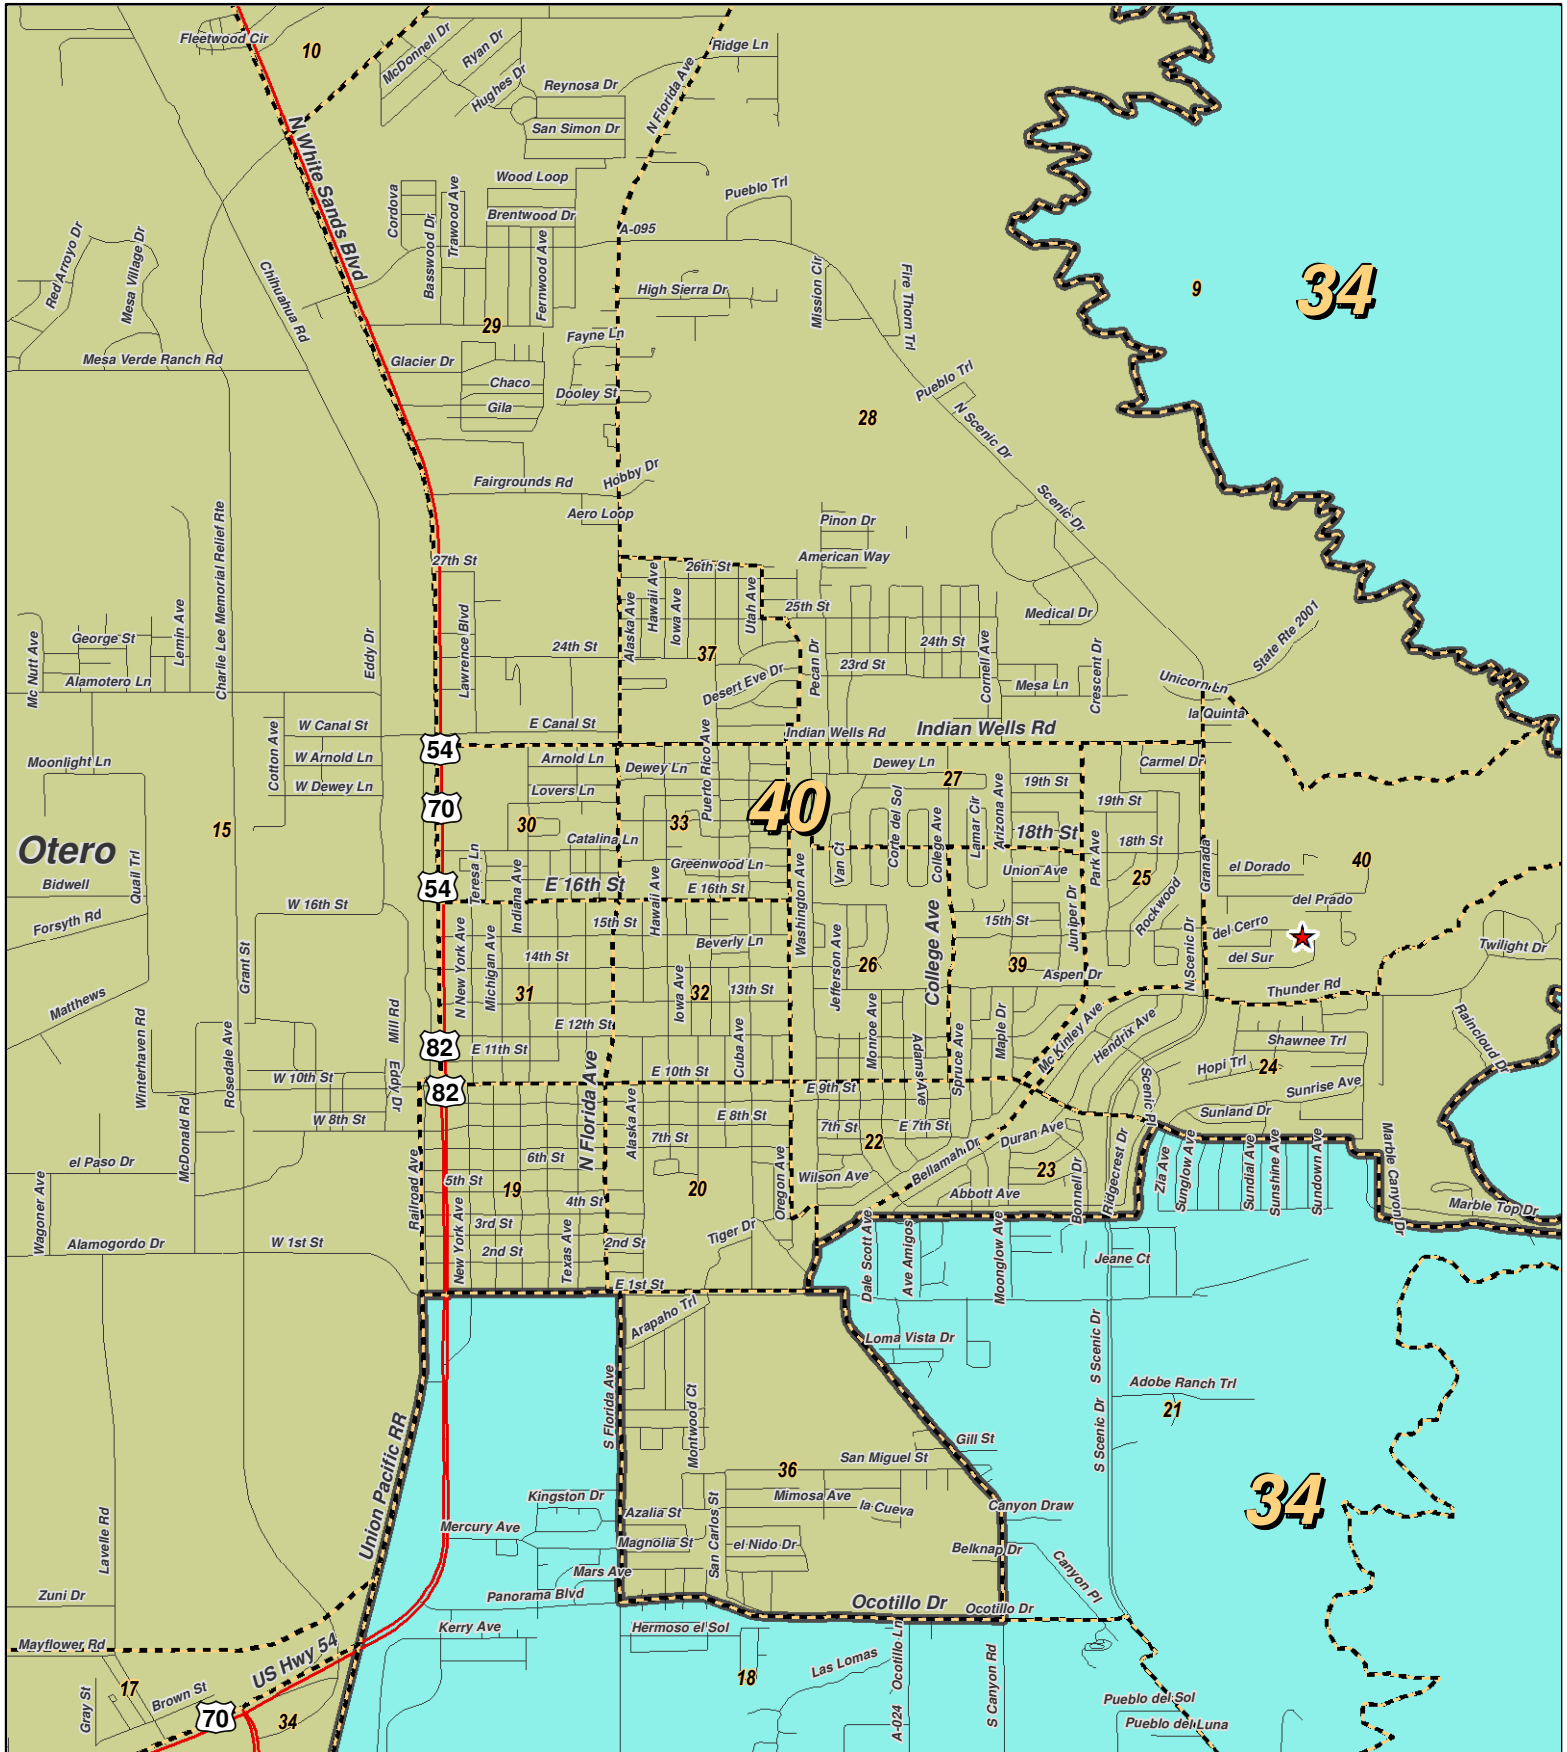 Fleetwood Cir
10
McDonnell Dr
Ryan Dr
Hughes Dr
Ridge Ln
Reynosa Dr
N Florida Ave
San Simon Dr
N White Sands Blvd
Wood Loop
Pueblo Trl
Cordova
Basswood Dr
Trawood Ave
Brentwood Dr
Fernwood Ave
A-095
Red Arroyo Dr
Mesa Village Dr
Chihuahua Rd
High Sierra Dr
Mission Cir
Fire Thorn Trl
9
34
29
Fayne Ln
Mesa Verde Ranch Rd
Glacier Dr
Chaco
Dooley St
Gila
Pueblo Trl
28
N Scenic Dr
Fairgrounds Rd
Hobby Dr
Aero Loop
Scenic Dr
Pinon Dr
American Way
27th St
26th St
Charlie Lee Memorial Relief Rte
Alaska Ave
Hawaii Ave
Iowa Ave
Utah Ave
25th St
Medical Dr
State Rte 2001
Mc Nutt Ave
George St
Lemin Ave
Eddy Dr
Lawrence Blvd
24th St
37
Pecan Dr
24th St
23rd St
Cornell Ave
Crescent Dr
Desert Eve Dr
Alamotero Ln
Mesa Ln
Unicorn Ln
la Quinta
W Canal St
E Canal St
Puerto Rico Ave
Indian Wells Rd
Indian Wells Rd
54
Cotton Ave
W Arnold Ln
Arnold Ln
Moonlight Ln
Dewey Ln
Dewey Ln
Carmel Dr
27
19th St
W Dewey Ln
Lovers Ln
70
40
19th St
15
30
33
Corte del Sol
College Ave
Lamar Cir
Arizona Ave
18th St
Catalina Ln
Otero
Quail Trl
Teresa Ln
Indiana Ave
Greenwood Ln
Van Ct
Park Ave
18th St
Granada
el Dorado
40
Union Ave
25
Bidwell
54
E 16th St
Hawaii Ave
E 16th St
Washington Ave
Juniper Dr
Rockwood
del Prado
W 16th St
Forsyth Rd
15th St
15th St
del Cerro
N New York Ave
Michigan Ave
Beverly Ln
Jefferson Ave
College Ave
N Scenic Dr
Twilight Dr
Grant St
14th St
26
39
Aspen Dr
del Sur
Matthews
31
Iowa Ave
32
13th St
Thunder Rd
Winterhaven Rd
Rosedale Ave
Mill Rd
E 12th St
Monroe Ave
Maple Dr
Mc Kinley Ave
Hendrix Ave
Raincloud Dr
82
E 11th St
N Florida Ave
Cuba Ave
Adams Ave
Spruce Ave
Shawnee Trl
Hopi Trl
24
W 10th St
Eddy Dr
82
E 10th St
E 9th St
Scenic Pl
Sunrise Ave
McDonald Rd
W 8th St
Alaska Ave
E 8th St
7th St
E 7th St
Duran Ave
Sunland Dr
7th St
22
el Paso Dr
Railroad Ave
6th St
Bellamah Dr
Ridgecrest Dr
Zia Ave
Sunglow Ave
Sundial Ave
Sunshine Ave
Sundown Ave
Marble Canyon Dr
23
5th St
19
20
Oregon Ave
Wilson Ave
Bonnell Dr
Wagoner Ave
New York Ave
4th St
Abbott Ave
Marble Top Dr
3rd St
Texas Ave
Tiger Dr
Dale Scott Ave
Ave Amigos
Moonglow Ave
Alamogordo Dr
W 1st St
2nd St
2nd St
Jeane Ct
E 1st St
Arapaho Trl
Loma Vista Dr
S Scenic Dr
S Florida Ave
Montwood Ct
Adobe Ranch Trl
21
Union Pacific RR
S Scenic Dr
Gill St
San Miguel St
36
34
Lavelle Rd
Kingston Dr
Azalia St
San Carlos St
Mimosa Ave
la Cueva
Canyon Draw
Mercury Ave
Magnolia St
el Nido Dr
Belknap Dr
Mars Ave
Canyon Pl
Zuni Dr
Panorama Blvd
Ocotillo Dr
Ocotillo Dr
Kerry Ave
Hermoso el Sol
Mayflower Rd
US Hwy 54
Las Lomas
Ocotillo Ln
S Canyon Rd
18
17
Gray St
Brown St
70
34
A-024
Pueblo del Sol
Pueblo del Luna